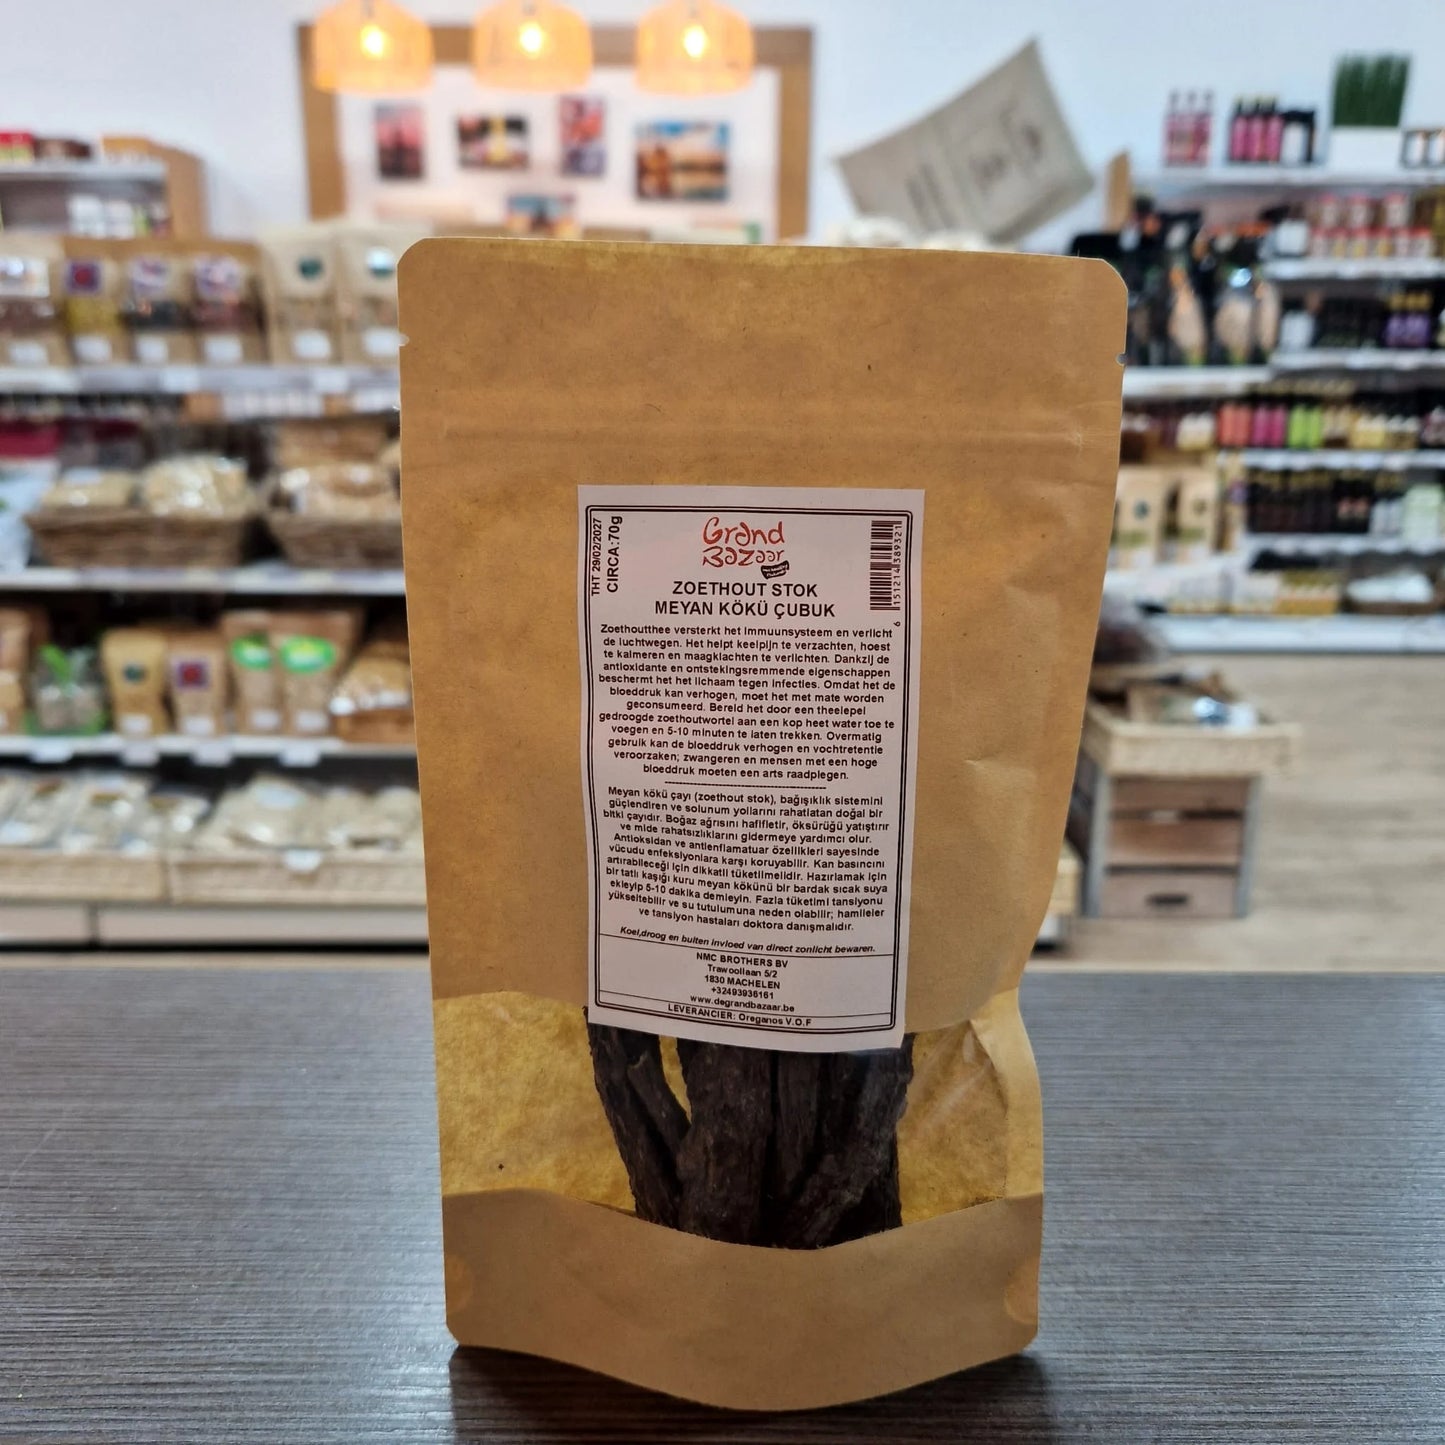 THT 29/02/2027
CIRCA:70g
Grand
Bazaar
6 151214 389321
ZOETHOUT STOK
MEYAN KÖKÜ ÇUBUK
Zoethoutthee versterkt het immuunsysteem en verlicht
de luchtwegen. Het helpt keelpijn te verzachten, hoest
te kalmeren en maagklachten te verlichten. Dankzij de
antioxidante en ontstekingsremmende eigenschappen
beschermt het het lichaam tegen infecties. Omdat het de
bloeddruk kan verhogen, moet het met mate worden
geconsumeerd. Bereid het door een theelepel
gedroogde zoethoutwortel aan een kop heet water toe te
voegen en 5-10 minuten te laten trekken. Overmatig
gebruik kan de bloeddruk verhogen en vochtretentie
veroorzaken; zwangeren en mensen met een hoge
bloeddruk moeten een arts raadplegen.
Meyan kökü çayı (zoethout stok), bağışıklık sistemini
güçlendiren ve solunum yollarını rahatlatan doğal bir
bitki çayıdır. Boğaz ağrısını hafifletir, öksürüğü yatıştırır
ve mide rahatsızlıklarını gidermeye yardımcı olur.
Antioksidan ve antienflamatuar özellikleri sayesinde
vücudu enfeksiyonlara karşı koruyabilir. Kan basıncını
artırabileceği için dikkatli tüketilmelidir. Hazırlamak için
bir tatlı kaşığı kuru meyan kökünü bir bardak sıcak suya
ekleyip 5-10 dakika demleyin. Fazla tüketimi tansiyonu
yükseltebilir ve su tutulumuna neden olabilir; hamileler
ve tansiyon hastaları doktora danışmalıdır.
Koel,droog en buiten invloed van direct zonlicht bewaren.
NMC BROTHERS BV
Trawoollaan 5/2
1830 MACHELEN
+32493936161
www.degrandbazaar.be
LEVERANCIER: Oreganos V.O.F